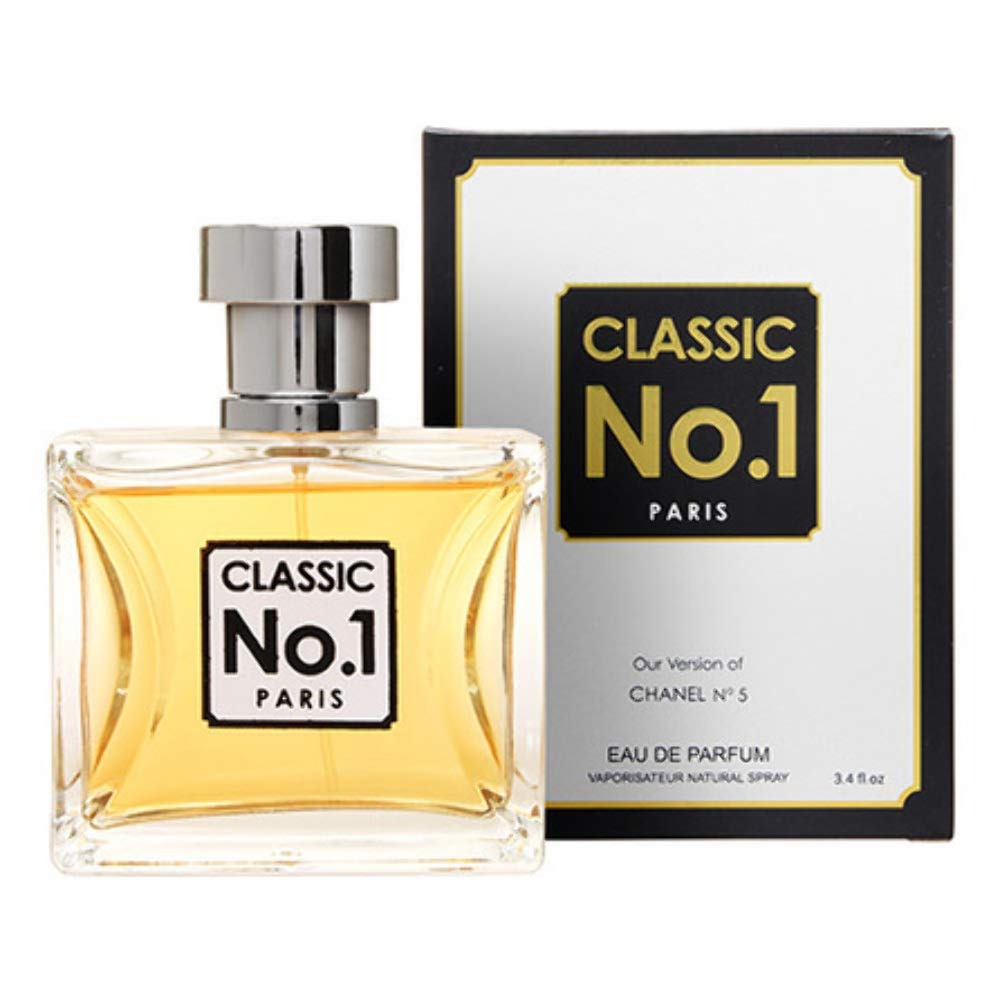 CLASSIC
No.1
PARIS
CLASSIC
No.1
PARIS
Our Version of
CHANEL Nº 5
EAU DE PARFUM
VAPORISATEUR NATURAL SPRAY
3.4 fl oz